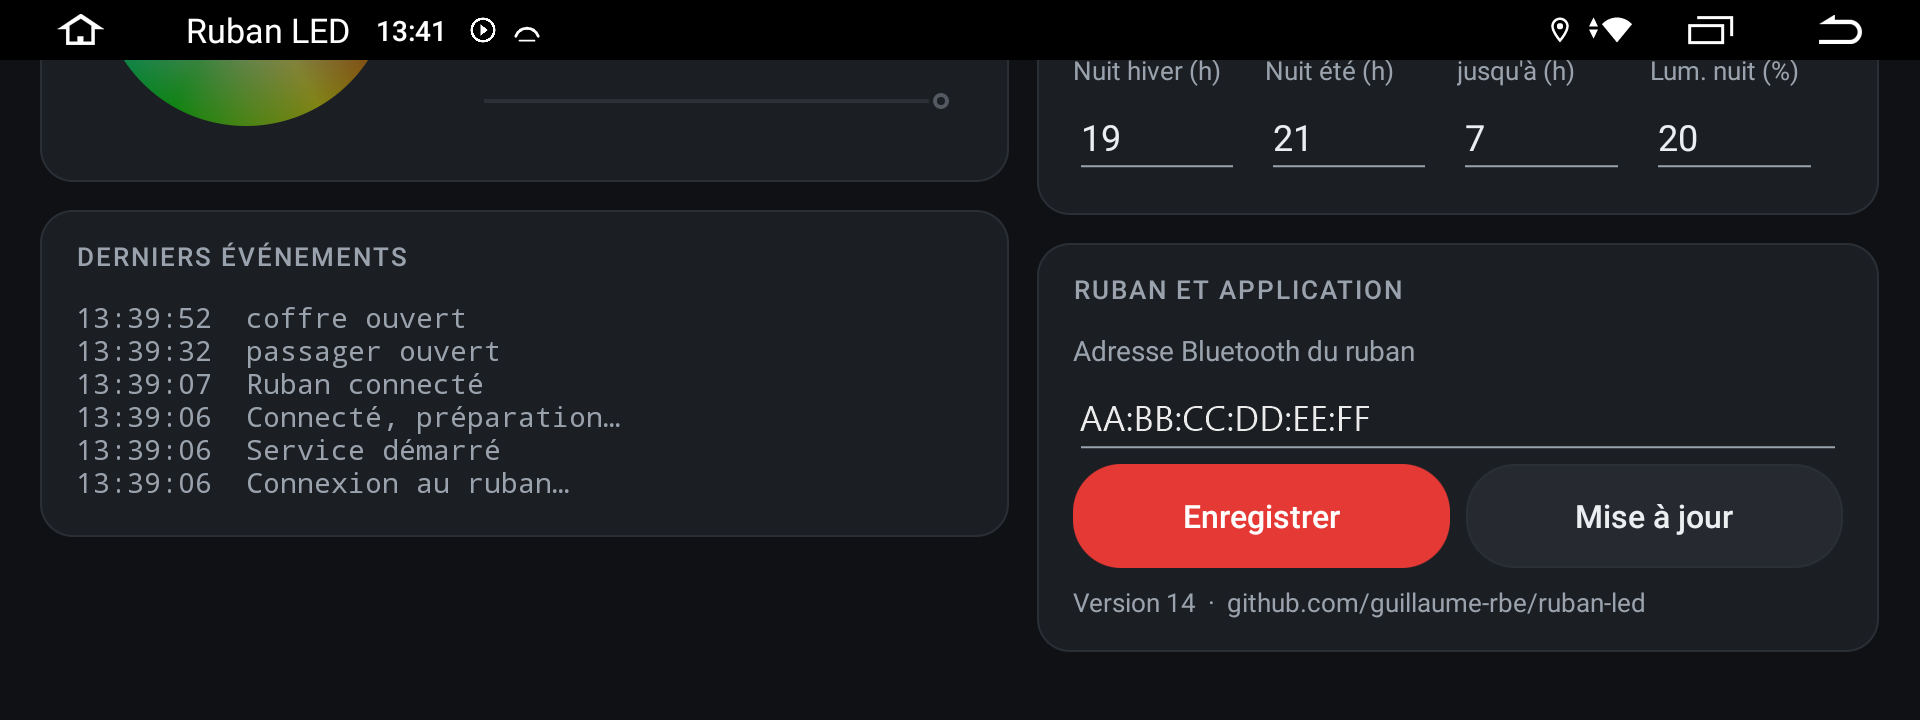 Ruban LED 13:41
Nuit hiver (h) Nuit été (h) jusqu'à (h) Lum. nuit (%)
19 21 7 20
DERNIERS ÉVÉNEMENTS
13:39:52 coffre ouvert
13:39:32 passager ouvert
13:39:07 Ruban connecté
13:39:06 Connecté, préparation…
13:39:06 Service démarré
13:39:06 Connexion au ruban…
RUBAN ET APPLICATION
Adresse Bluetooth du ruban
AA:BB:CC:DD:EE:FF
Enregistrer Mise à jour
Version 14 · github.com/guillaume-rbe/ruban-led